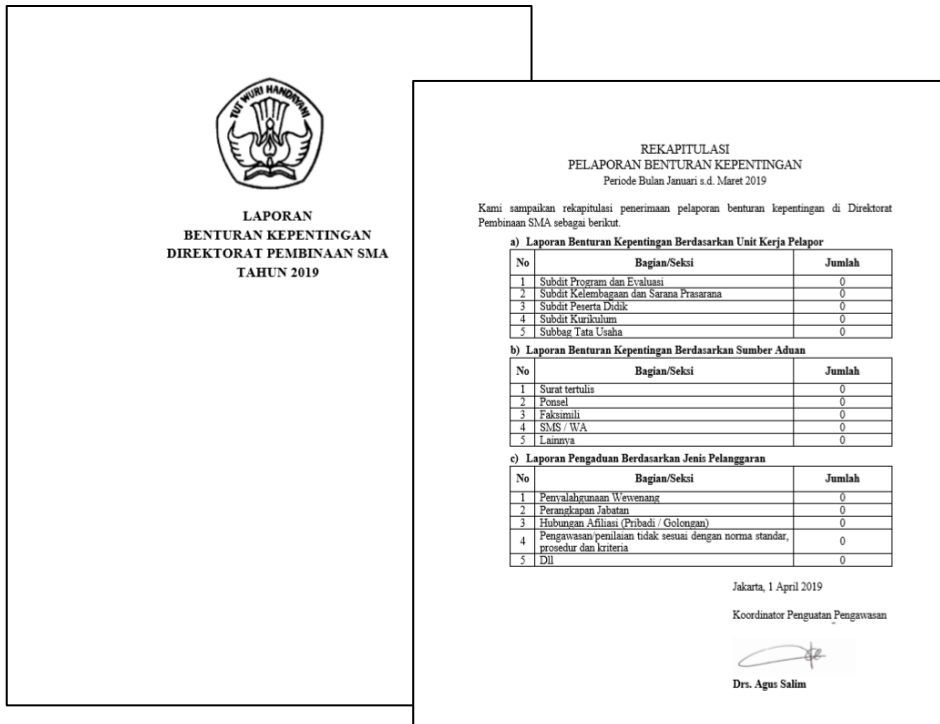 TUT WURI HANDAYANI
LAPORAN
BENTURAN KEPENTINGAN
DIREKTORAT PEMBINAAN SMA
TAHUN 2019
REKAPITULASI
PELAPORAN BENTURAN KEPENTINGAN
Periode Bulan Januari s.d. Maret 2019
Kami sampaikan rekapitulasi penerimaan pelaporan benturan kepentingan di Direktorat
Pembinaan SMA sebagai berikut.
a) Laporan Benturan Kepentingan Berdasarkan Unit Kerja Pelapor
No Bagian/Seksi Jumlah
1 Subdit Program dan Evaluasi 0
2 Subdit Kelembagaan dan Sarana Prasarana 0
3 Subdit Peserta Didik 0
4 Subdit Kurikulum 0
5 Subbag Tata Usaha 0
b) Laporan Benturan Kepentingan Berdasarkan Sumber Aduan
No Bagian/Seksi Jumlah
1 Surat tertulis 0
2 Ponsel 0
3 Faksimili 0
4 SMS / WA 0
5 Lainnya 0
c) Laporan Pengaduan Berdasarkan Jenis Pelanggaran
No Bagian/Seksi Jumlah
1 Penyalahgunaan Wewenang 0
2 Perangkapan Jabatan 0
3 Hubungan Afiliasi (Pribadi / Golongan) 0
4 Pengawasan/penilaian tidak sesuai dengan norma standar, 0
prosedur dan kriteria
5 Dll 0
Jakarta, 1 April 2019
Koordinator Penguatan Pengawasan
Drs. Agus Salim